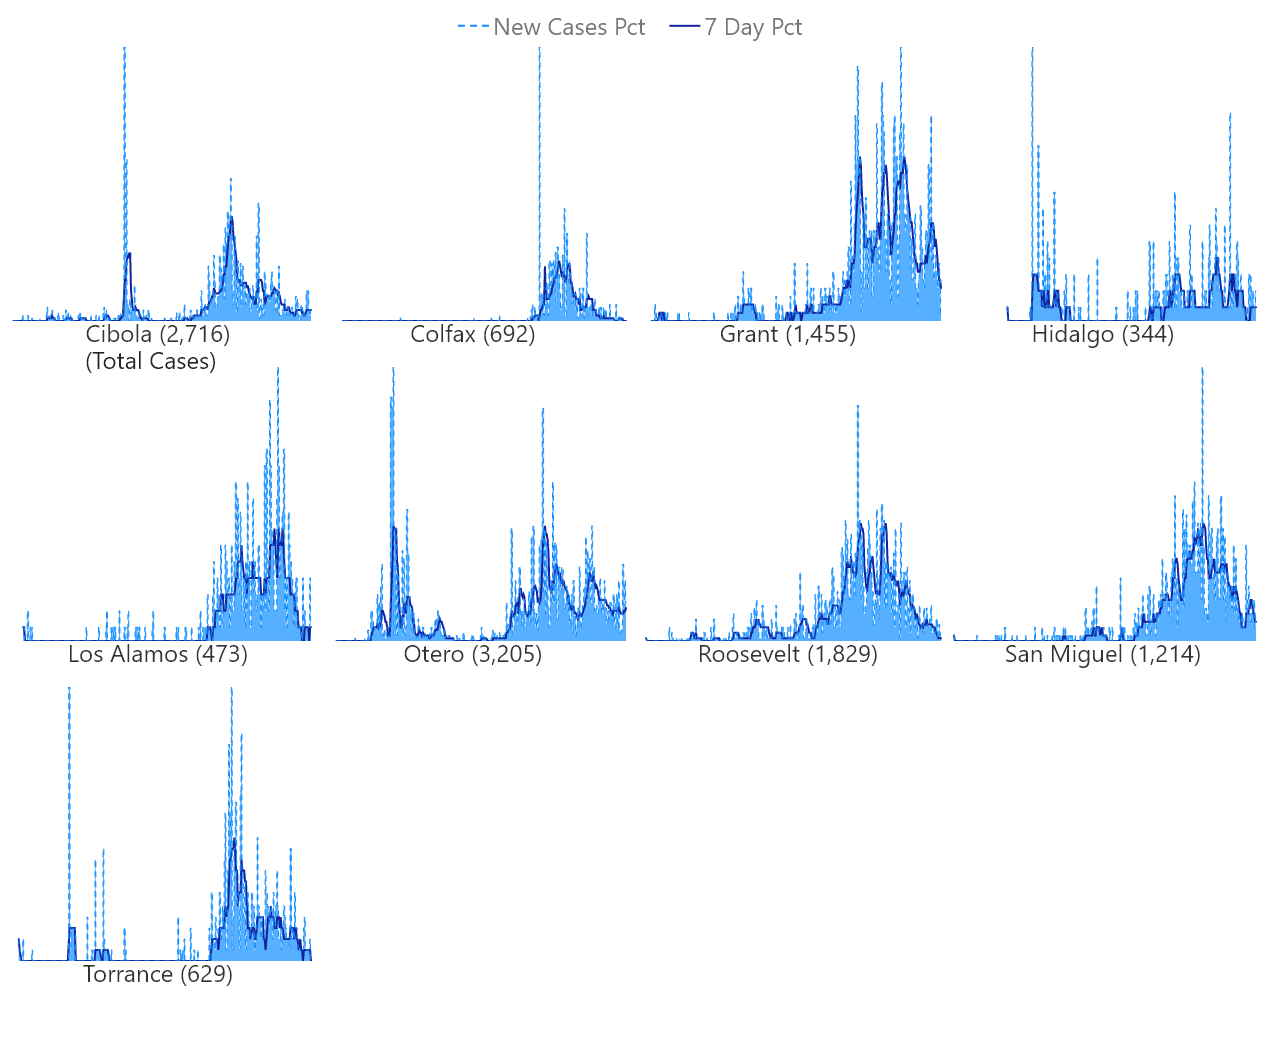 New Cases Pct 7 Day Pct
Cibola (2,716)
(Total Cases)
Colfax (692)
Grant (1,455)
Hidalgo (344)
Los Alamos (473)
Otero (3,205)
Roosevelt (1,829)
San Miguel (1,214)
Torrance (629)